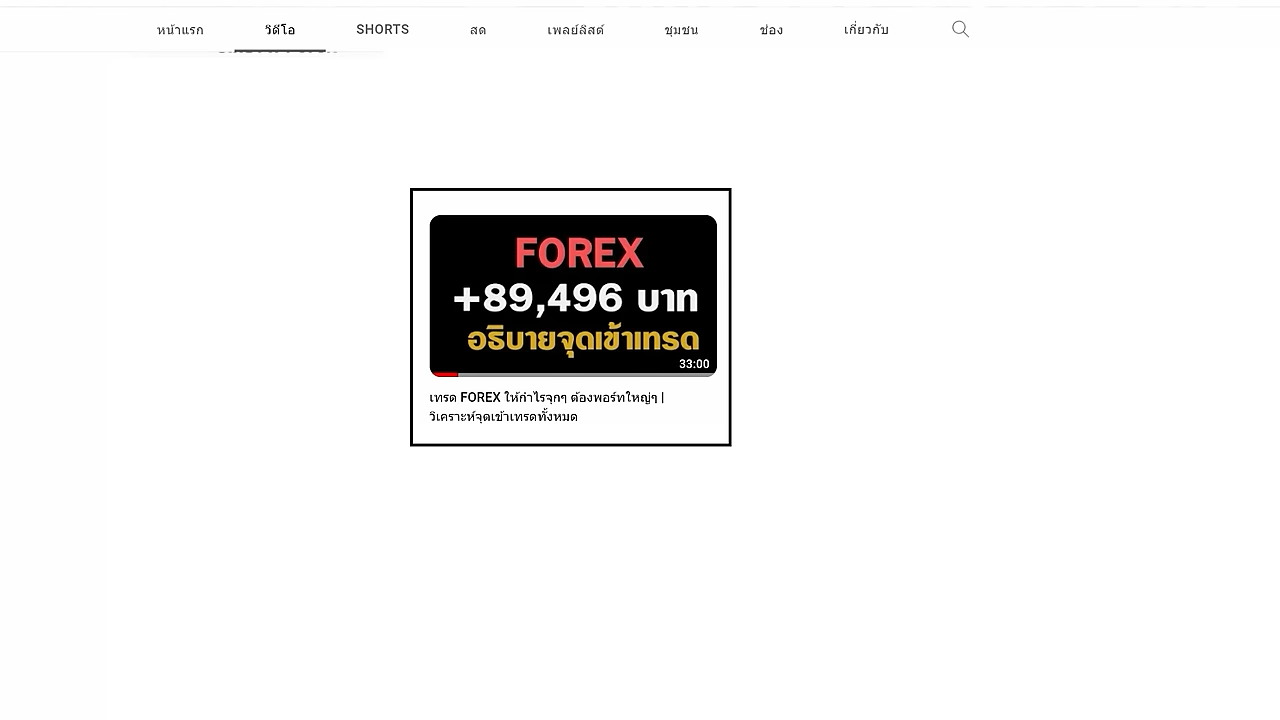 หน้าแรก วิดีโอ SHORTS สด เพลย์ลิสต์ ชุมชน ช่อง เกี่ยวกับ
FOREX
+89,496 บาท
อธิบายจุดเข้าเทรด
33:00
เทรด FOREX ให้กำไรจุกๆ ต้องพอร์ทใหญ่ๆ |
วิเคราะห์จุดเข้าเทรดทั้งหมด